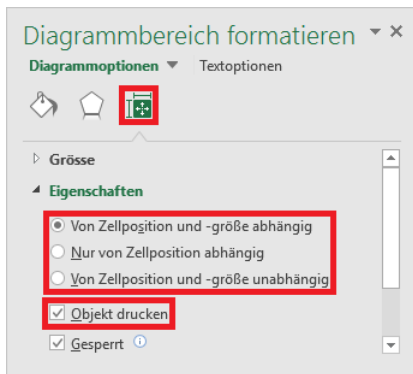 Diagrammbereich formatieren
Diagrammoptionen Textoptionen
Grösse
Eigenschaften
Von Zellposition und -größe abhängig
Nur von Zellposition abhängig
Von Zellposition und -größe unabhängig
Objekt drucken
Gesperrt